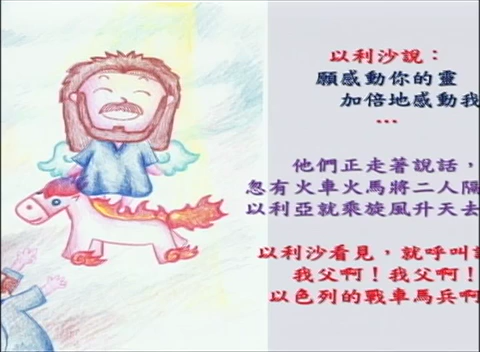 以利沙說：
願感動你的靈
加倍地感動我
...
他們正走著說話，
忽有火車火馬將二人隔
以利亞就乘旋風升天去
以利沙看見，就呼叫說
我父啊！我父啊！
以色列的戰車馬兵啊